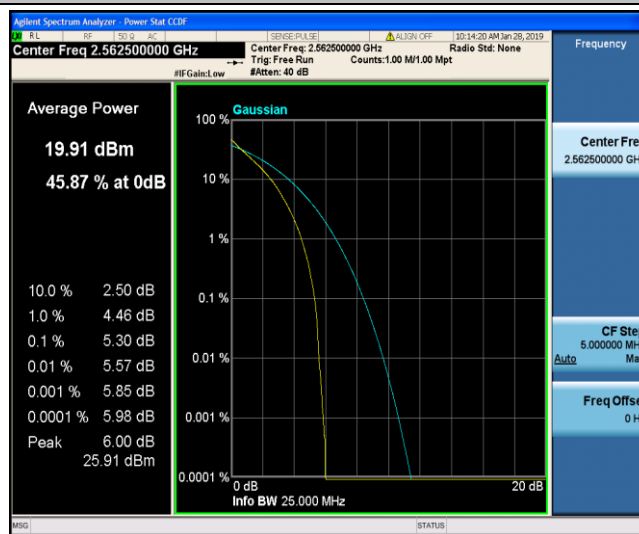 Agilent Spectrum Analyzer - Power Stat CCDF
RL RF 50 Ω AC SENSE:PULSE ALIGN OFF 10:14:20 AM Jan 28, 2019
Center Freq 2.562500000 GHz
Center Freq: 2.562500000 GHz Radio Std: None
Trig: Free Run Counts:1.00 M/1.00 Mpt
#IFGain:Low #Atten: 40 dB
Frequency
Average Power
19.91 dBm
45.87 % at 0dB
10.0 % 2.50 dB
1.0 % 4.46 dB
0.1 % 5.30 dB
0.01 % 5.57 dB
0.001 % 5.85 dB
0.0001 % 5.98 dB
Peak 6.00 dB
25.91 dBm
Gaussian
100 %
10 %
1 %
0.1 %
0.01 %
0.001 %
0.0001 %
0 dB 20 dB
Info BW 25.000 MHz
Center Fre
2.562500000 GH
CF Ste
5.000000 MH
Auto Ma
Freq Offse
0 H
MSG STATUS